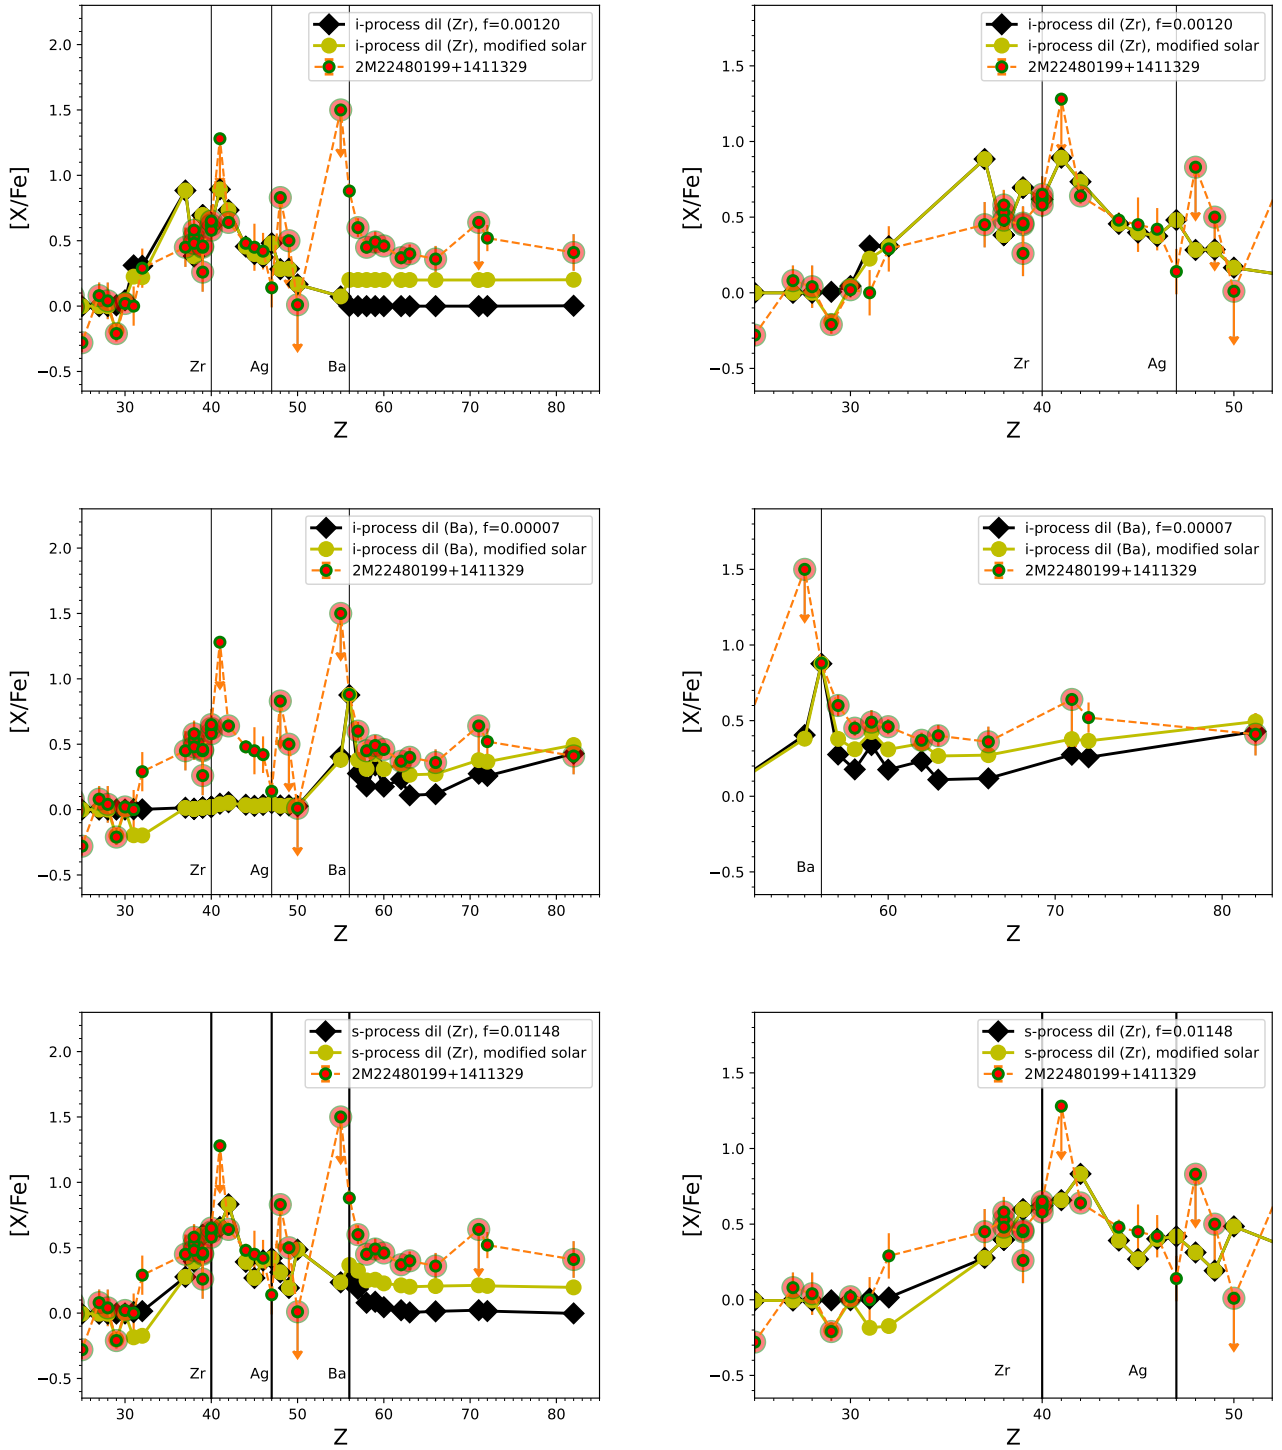 i-process dil (Zr), f=0.00120
i-process dil (Zr), modified solar
2M22480199+1411329
[X/Fe]
2.0
1.5
1.0
0.5
0.0
−0.5
Zr
Ag
Ba
30
40
50
60
70
80
Z
i-process dil (Zr), f=0.00120
i-process dil (Zr), modified solar
2M22480199+1411329
[X/Fe]
1.5
1.0
0.5
0.0
−0.5
Zr
Ag
30
40
50
Z
i-process dil (Ba), f=0.00007
i-process dil (Ba), modified solar
2M22480199+1411329
[X/Fe]
2.0
1.5
1.0
0.5
0.0
−0.5
Zr
Ag
Ba
30
40
50
60
70
80
Z
i-process dil (Ba), f=0.00007
i-process dil (Ba), modified solar
2M22480199+1411329
[X/Fe]
1.5
1.0
0.5
0.0
−0.5
Ba
60
70
80
Z
s-process dil (Zr), f=0.01148
s-process dil (Zr), modified solar
2M22480199+1411329
[X/Fe]
2.0
1.5
1.0
0.5
0.0
−0.5
Zr
Ag
Ba
30
40
50
60
70
80
Z
s-process dil (Zr), f=0.01148
s-process dil (Zr), modified solar
2M22480199+1411329
[X/Fe]
1.5
1.0
0.5
0.0
−0.5
Zr
Ag
30
40
50
Z